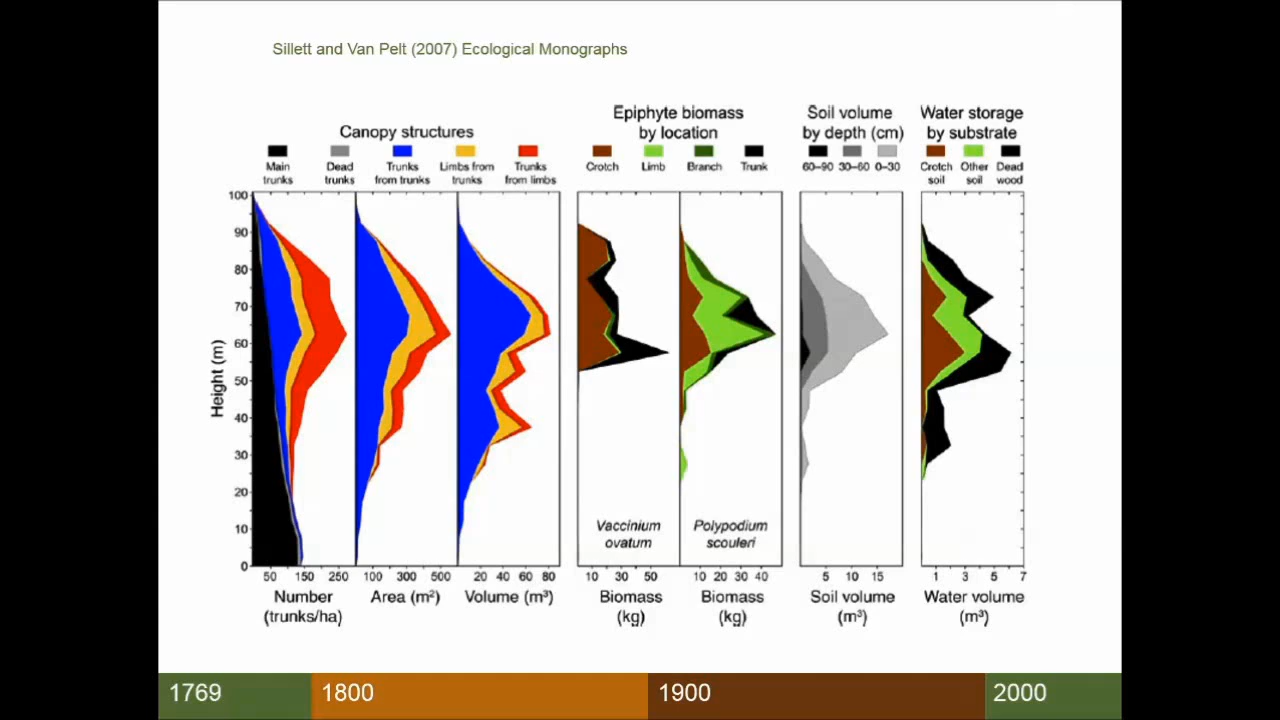 Sillett and Van Pelt (2007) Ecological Monographs
Canopy structures
Main trunks
Dead trunks
Trunks from trunks
Limbs from trunks
Trunks from limbs
Epiphyte biomass
by location
Crotch Limb Branch Trunk
Soil volume
by depth (cm)
60–90 30–60 0–30
Water storage
by substrate
Crotch soil
Other soil
Dead wood
Height (m)
100
90
80
70
60
50
40
30
20
10
0
50 150 250
Number
(trunks/ha)
100 300 500
Area (m²)
20 40 60 80
Volume (m³)
Vaccinium
ovatum
10 30 50
Biomass
(kg)
Polypodium
scouleri
10 20 30 40
Biomass
(kg)
5 10 15
Soil volume
(m³)
1 3 5 7
Water volume
(m³)
1769 1800 1900 2000